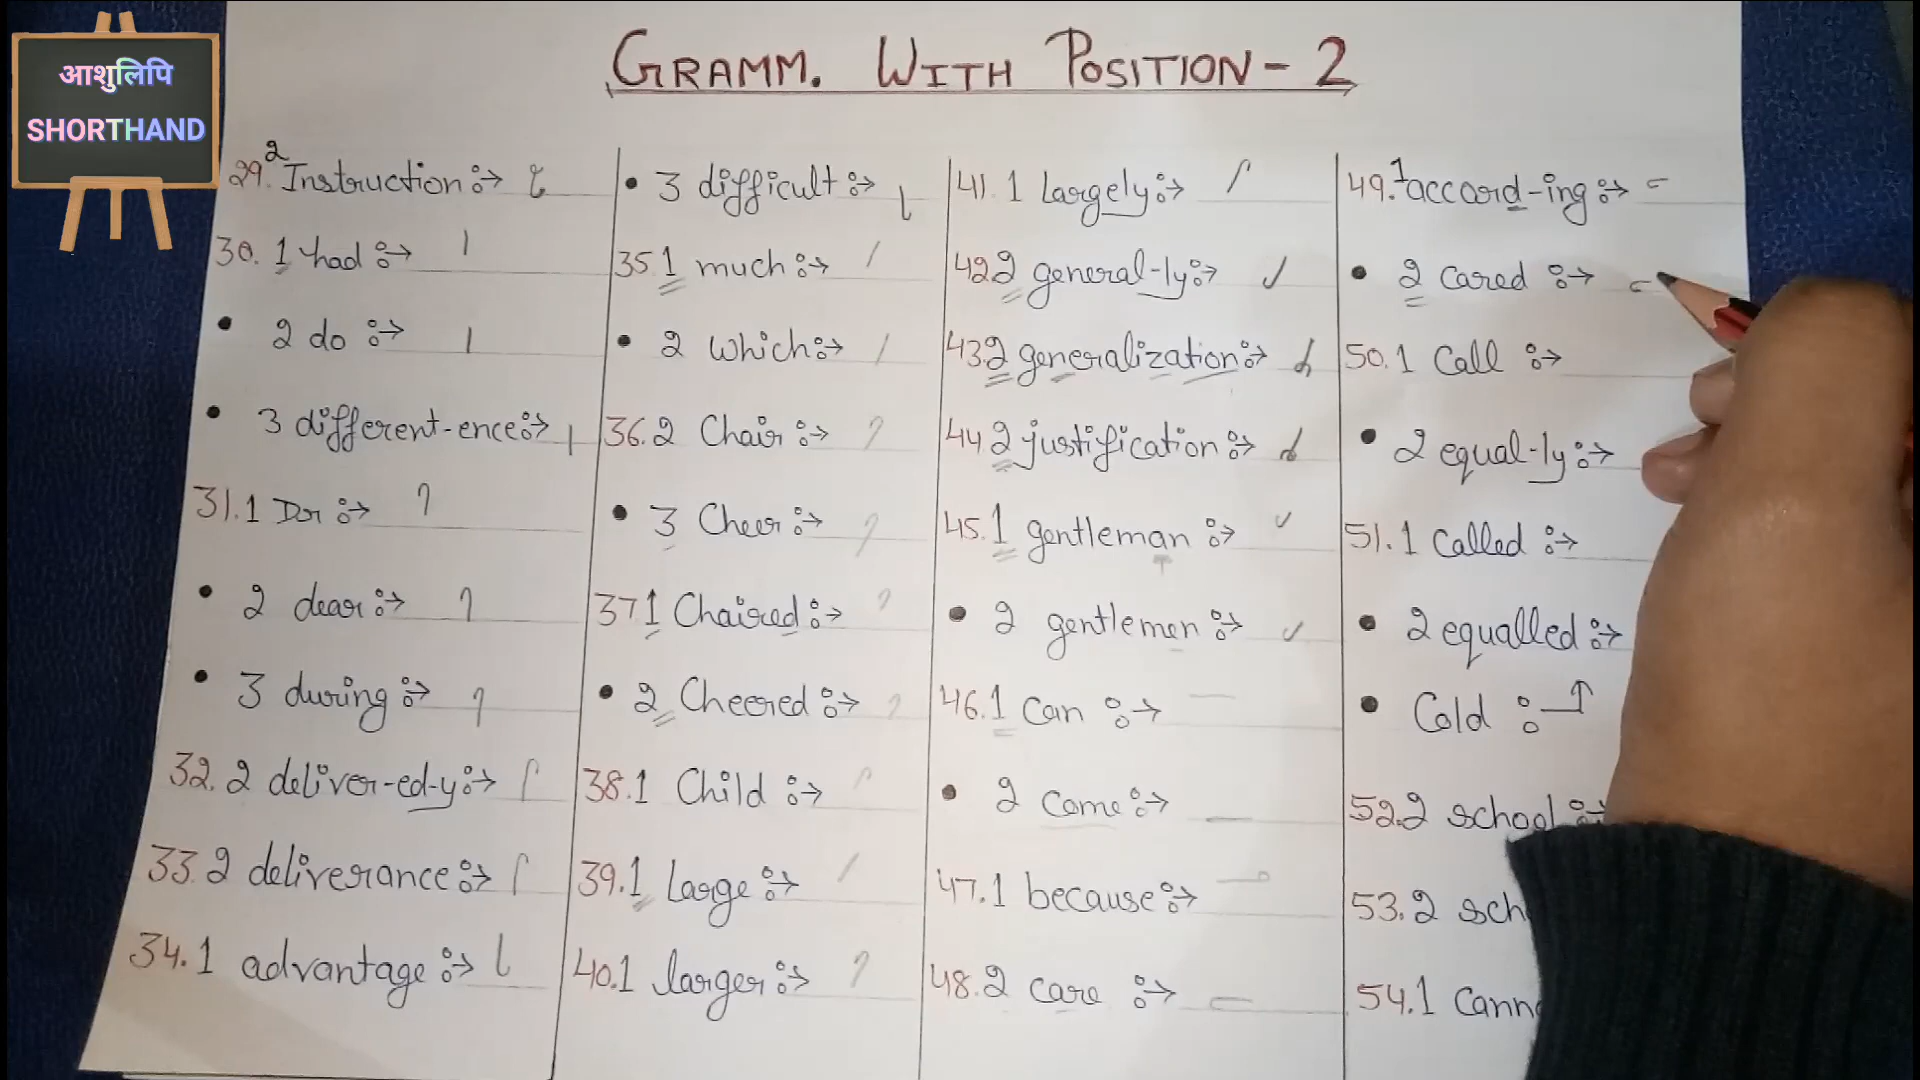 आशुलिपि
SHORTHAND
GRAMM. WITH POSITION - 2
29. 2 Instruction :→
30. 1 had :→
• 2 do :→
• 3 different-ence :→
31. 1 Dr :→
• 2 dear :→
• 3 during :→
32. 2 deliver-ed-y :→
33. 2 deliverance :→
34. 1 advantage :→
• 3 difficult :→
35 1 much :→
• 2 which :→
36. 2 Chair :→
• 3 Cheer :→
37 1 Chaired :→
• 2 Cheered :→
38. 1 Child :→
39. 1 large :→
40. 1 larger :→
41. 1 largely :→
42 2 general-ly :→
43. 2 generalization :→
44 2 justification :→
45. 1 gentleman :→
• 2 gentlemen :→
46. 1 can :→
• 2 come :→
47. 1 because :→
48. 2 care :→
49. 1 accord-ing :→
• 2 cared :→
50. 1 Call :→
• 2 equal-ly :→
51. 1 called :→
• 2 equalled :→
• Cold :→
52. 2 school :→
53. 2 sch
54. 1 Cann